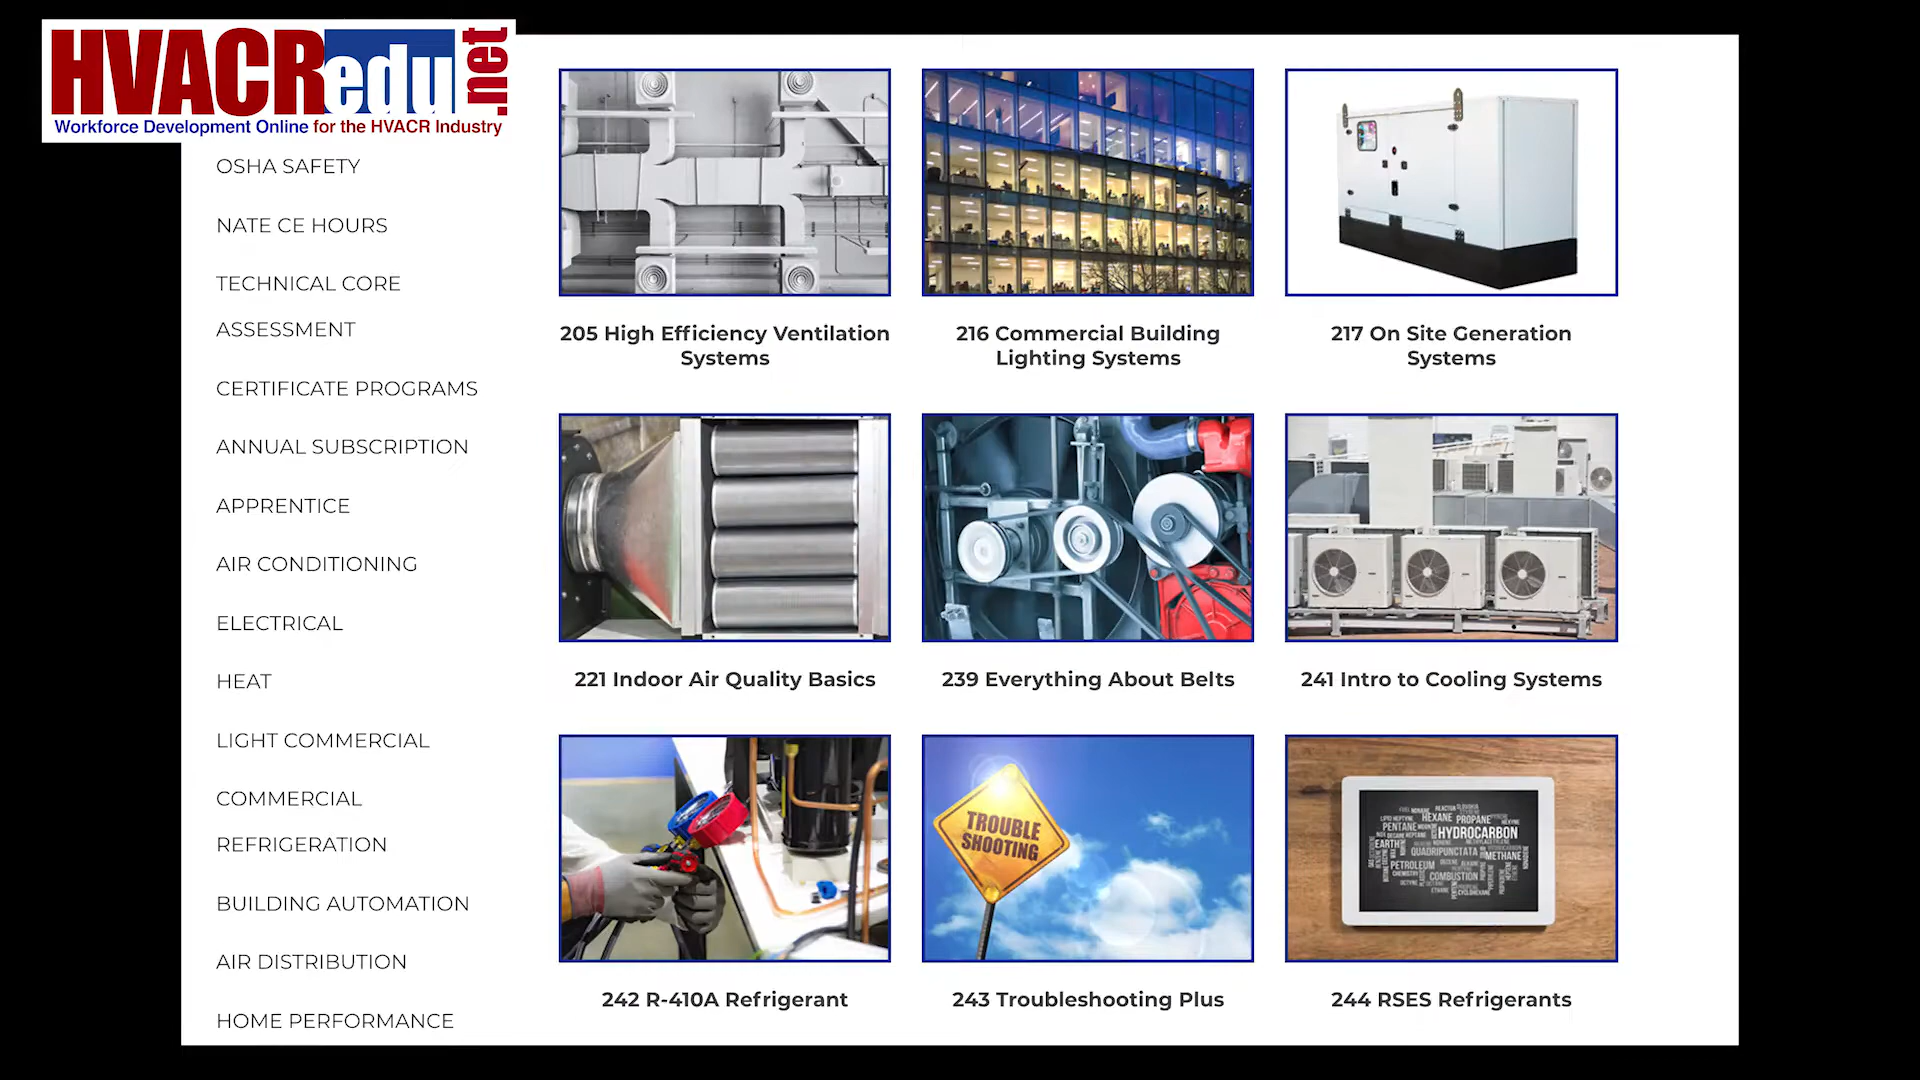 HVACRedu.net
Workforce Development Online for the HVACR Industry
OSHA SAFETY
NATE CE HOURS
TECHNICAL CORE
ASSESSMENT
CERTIFICATE PROGRAMS
ANNUAL SUBSCRIPTION
APPRENTICE
AIR CONDITIONING
ELECTRICAL
HEAT
LIGHT COMMERCIAL
COMMERCIAL
REFRIGERATION
BUILDING AUTOMATION
AIR DISTRIBUTION
HOME PERFORMANCE
205 High Efficiency Ventilation
Systems
216 Commercial Building
Lighting Systems
217 On Site Generation
Systems
221 Indoor Air Quality Basics
239 Everything About Belts
241 Intro to Cooling Systems
TROUBLE
SHOOTING
HEXANE
PROPANE
PENTANE
HYDROCARBON
EARTH
QUADRIPUNCTATA
METHANE
PETROLEUM
CHEMISTRY
COMBUSTION
242 R-410A Refrigerant
243 Troubleshooting Plus
244 RSES Refrigerants